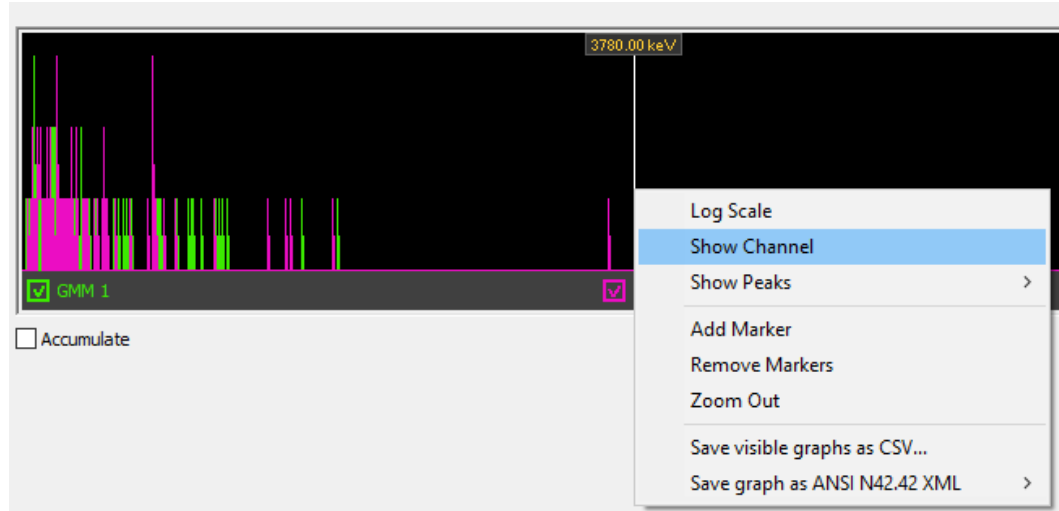 3780.00 keV
GMM 1
Accumulate
Log Scale
Show Channel
Show Peaks
Add Marker
Remove Markers
Zoom Out
Save visible graphs as CSV...
Save graph as ANSI N42.42 XML